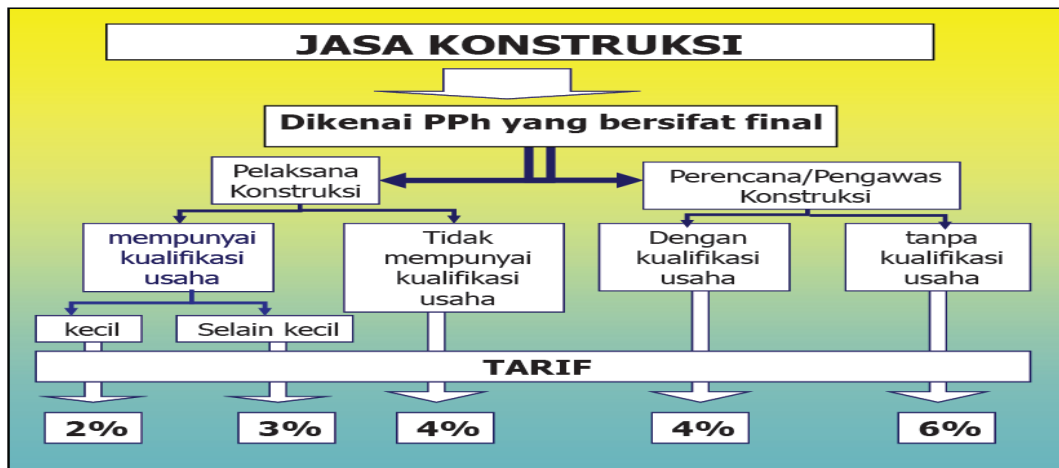 JASA KONSTRUKSI
Dikenai PPh yang bersifat final
Pelaksana
Konstruksi
Perencana/Pengawas
Konstruksi
mempunyai
kualifikasi
usaha
Tidak
mempunyai
kualifikasi
usaha
Dengan
kualifikasi
usaha
tanpa
kualifikasi
usaha
kecil
Selain kecil
TARIF
2%
3%
4%
4%
6%